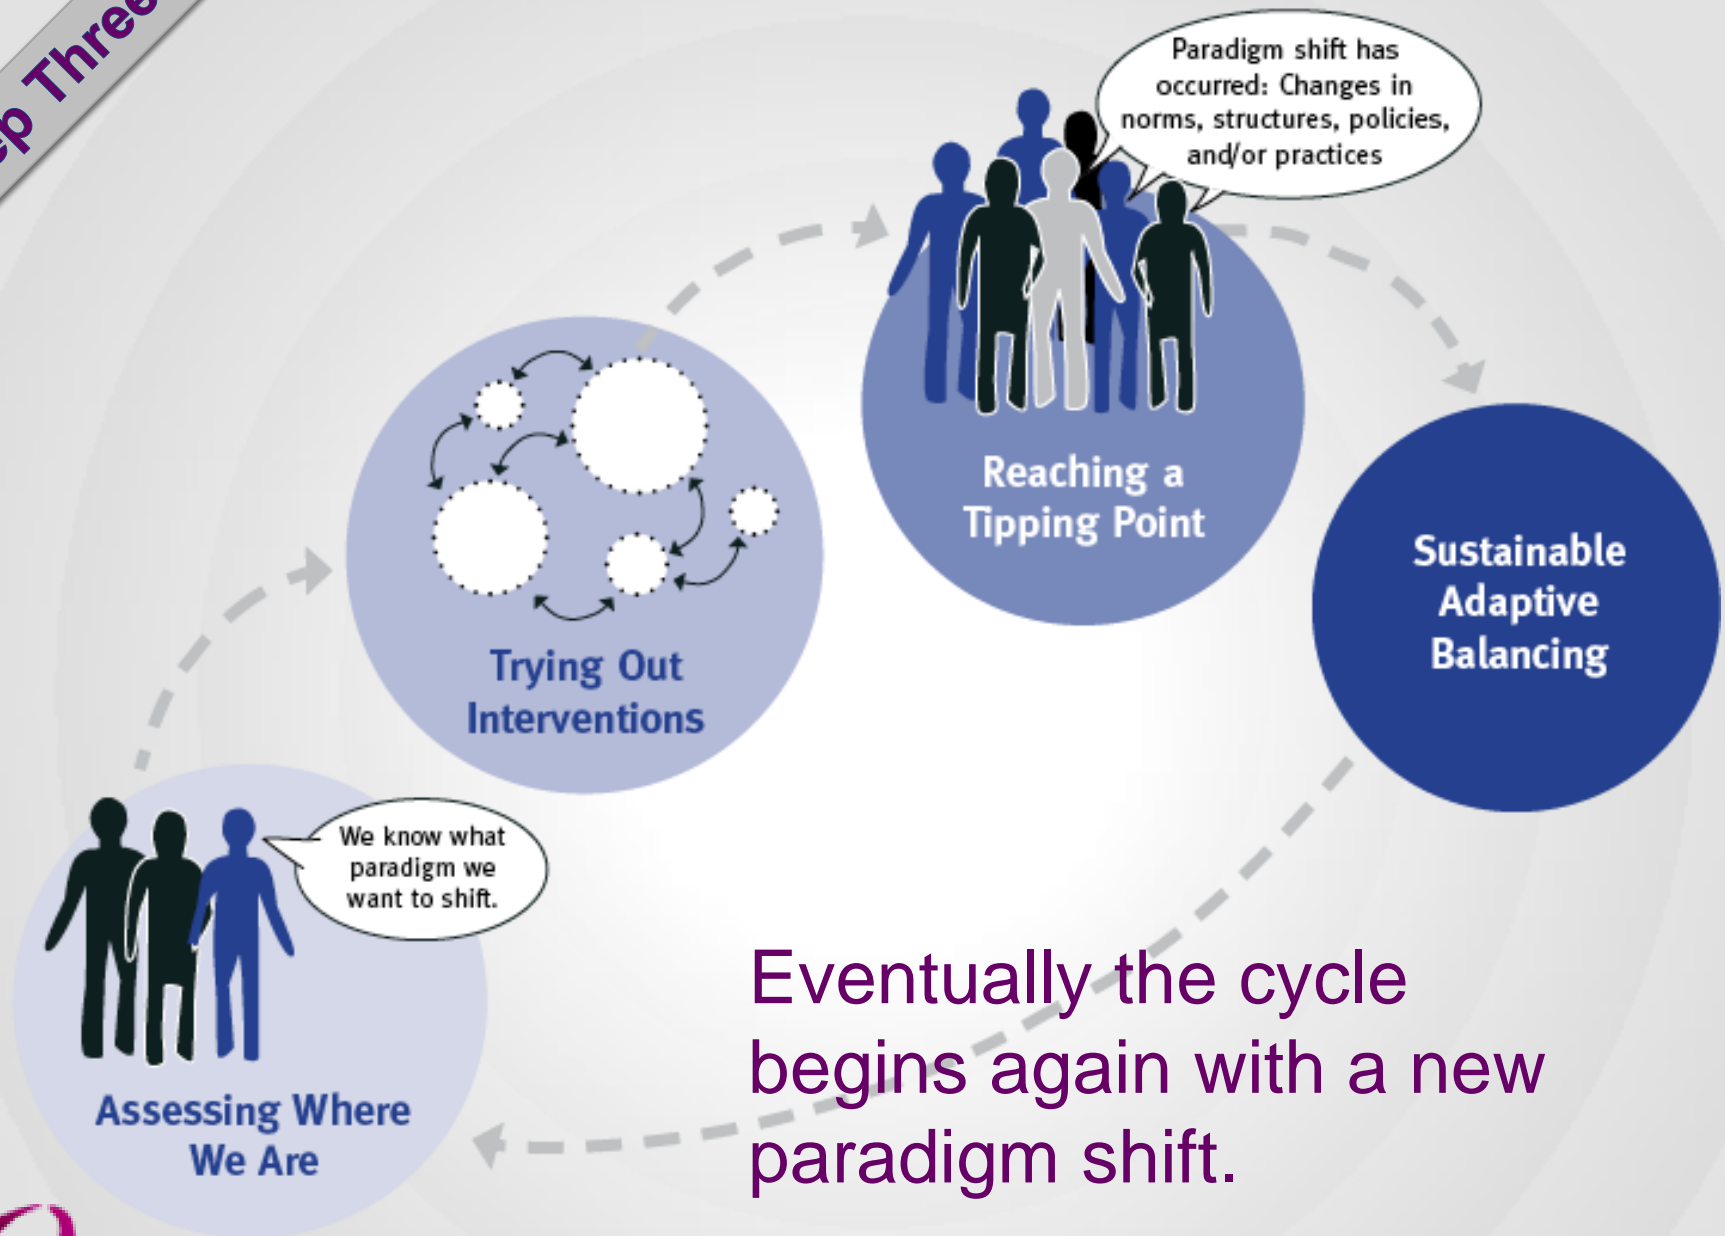 Three
Paradigm shift has
occurred: Changes in
norms, structures, policies,
and/or practices
Reaching a
Tipping Point
Sustainable
Adaptive
Balancing
Trying Out
Interventions
We know what
paradigm we
want to shift.
Assessing Where
We Are
Eventually the cycle
begins again with a new
paradigm shift.